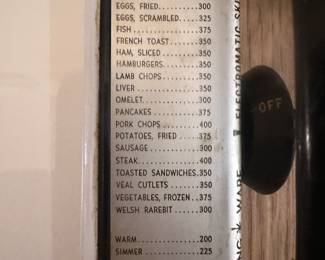 EGGS, FRIED..........300
EGGS, SCRAMBLED....325
FISH....................375
FRENCH TOAST........350
HAM, SLICED..........350
HAMBURGERS..........350
LAMB CHOPS...........350
LIVER..................350
OMELET................300
PANCAKES..............375
PORK CHOPS...........400
POTATOES, FRIED.....375
SAUSAGE...............300
STEAK..................400
TOASTED SANDWICHES.350
VEAL CUTLETS.........350
VEGETABLES, FROZEN..375
WELSH RAREBIT........300
WARM...................200
SIMMER.................225
WARE
ELECTROMATIC
OFF